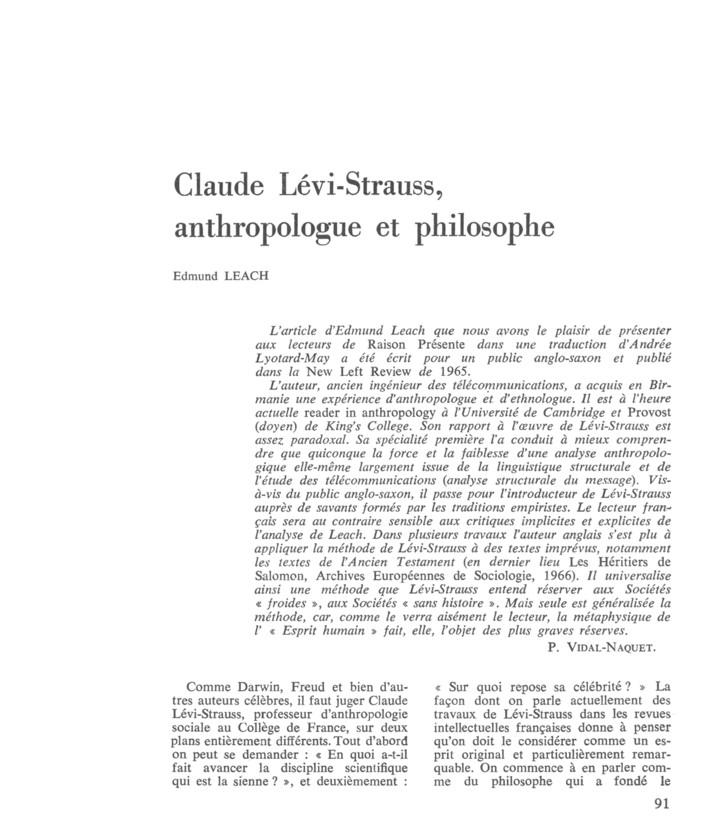 Claude Lévi-Strauss,
anthropologue et philosophe
Edmund LEACH
L'article d'Edmund Leach que nous avons le plaisir de présenter
aux lecteurs de Raison Présente dans une traduction d'Andrée
Lyotard-May a été écrit pour un public anglo-saxon et publié
dans la New Left Review de 1965.
L'auteur, ancien ingénieur des télécommunications, a acquis en Bir-
manie une expérience d'anthropologue et d'ethnologue. Il est à l'heure
actuelle reader in anthropology à l'Université de Cambridge et Provost
(doyen) de King's College. Son rapport à l'œuvre de Lévi-Strauss est
assez paradoxal. Sa spécialité première l'a conduit à mieux compren-
dre que quiconque la force et la faiblesse d'une analyse anthropolo-
gique elle-même largement issue de la linguistique structurale et de
l'étude des télécommunications (analyse structurale du message). Vis-
à-vis du public anglo-saxon, il passe pour l'introducteur de Lévi-Strauss
auprès de savants formés par les traditions empiristes. Le lecteur fran-
çais sera au contraire sensible aux critiques implicites et explicites de
l'analyse de Leach. Dans plusieurs travaux l'auteur anglais s'est plu à
appliquer la méthode de Lévi-Strauss à des textes imprévus, notamment
les textes de l'Ancien Testament (en dernier lieu Les Héritiers de
Salomon, Archives Européennes de Sociologie, 1966). Il universalise
ainsi une méthode que Lévi-Strauss entend réserver aux Sociétés
« froides », aux Sociétés « sans histoire ». Mais seule est généralisée la
méthode, car, comme le verra aisément le lecteur, la métaphysique de
l' « Esprit humain » fait, elle, l'objet des plus graves réserves.
P. VIDAL-NAQUET.
Comme Darwin, Freud et bien d'au-
tres auteurs célèbres, il faut juger Claude
Lévi-Strauss, professeur d'anthropologie
sociale au Collège de France, sur deux
plans entièrement différents. Tout d'abord
on peut se demander : « En quoi a-t-il
fait avancer la discipline scientifique
qui est la sienne ? », et deuxièmement :
« Sur quoi repose sa célébrité ? » La
façon dont on parle actuellement des
travaux de Lévi-Strauss dans les revues
intellectuelles françaises donne à penser
qu'on doit le considérer comme un es-
prit original et particulièrement remar-
quable. On commence à en parler com-
me du philosophe qui a fondé le
91